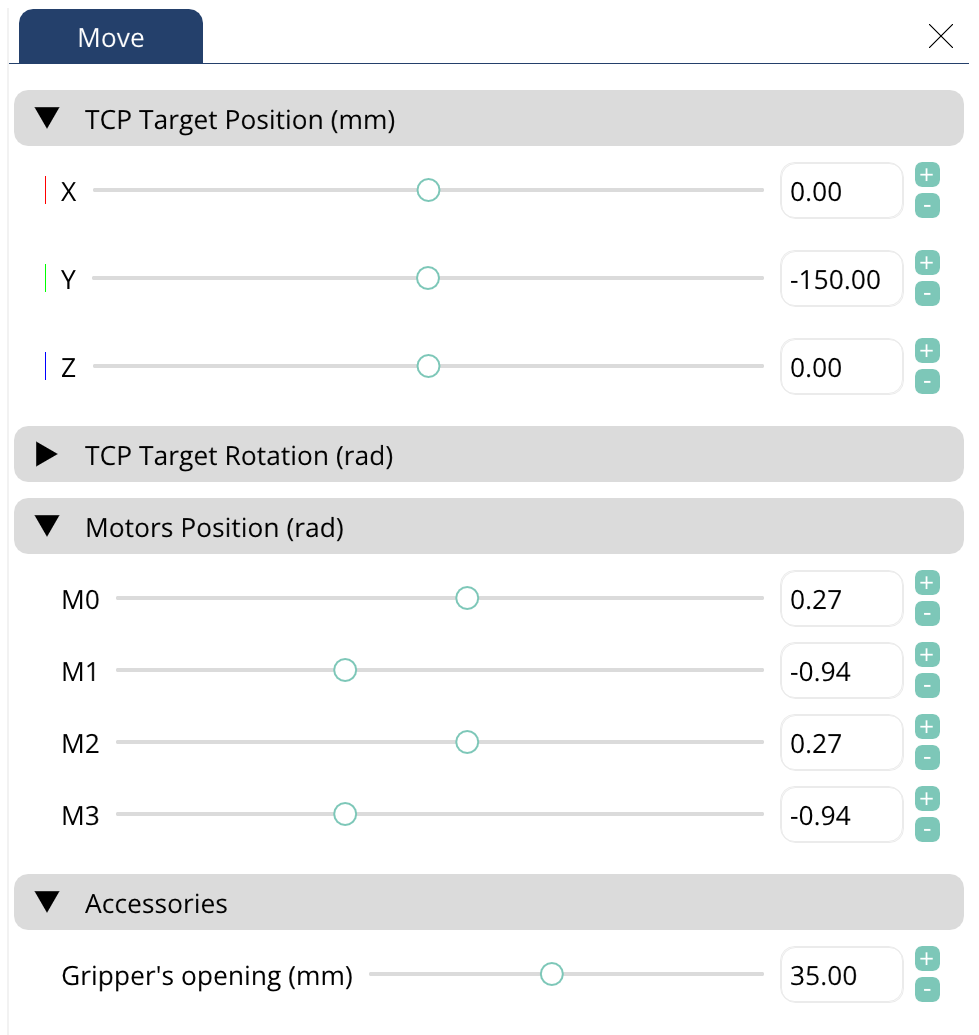 Move
TCP Target Position (mm)
X 0.00 +
-
Y -150.00 +
-
Z 0.00 +
-
TCP Target Rotation (rad)
Motors Position (rad)
M0 0.27 +
-
M1 -0.94 +
-
M2 0.27 +
-
M3 -0.94 +
-
Accessories
Gripper's opening (mm) 35.00 +
-